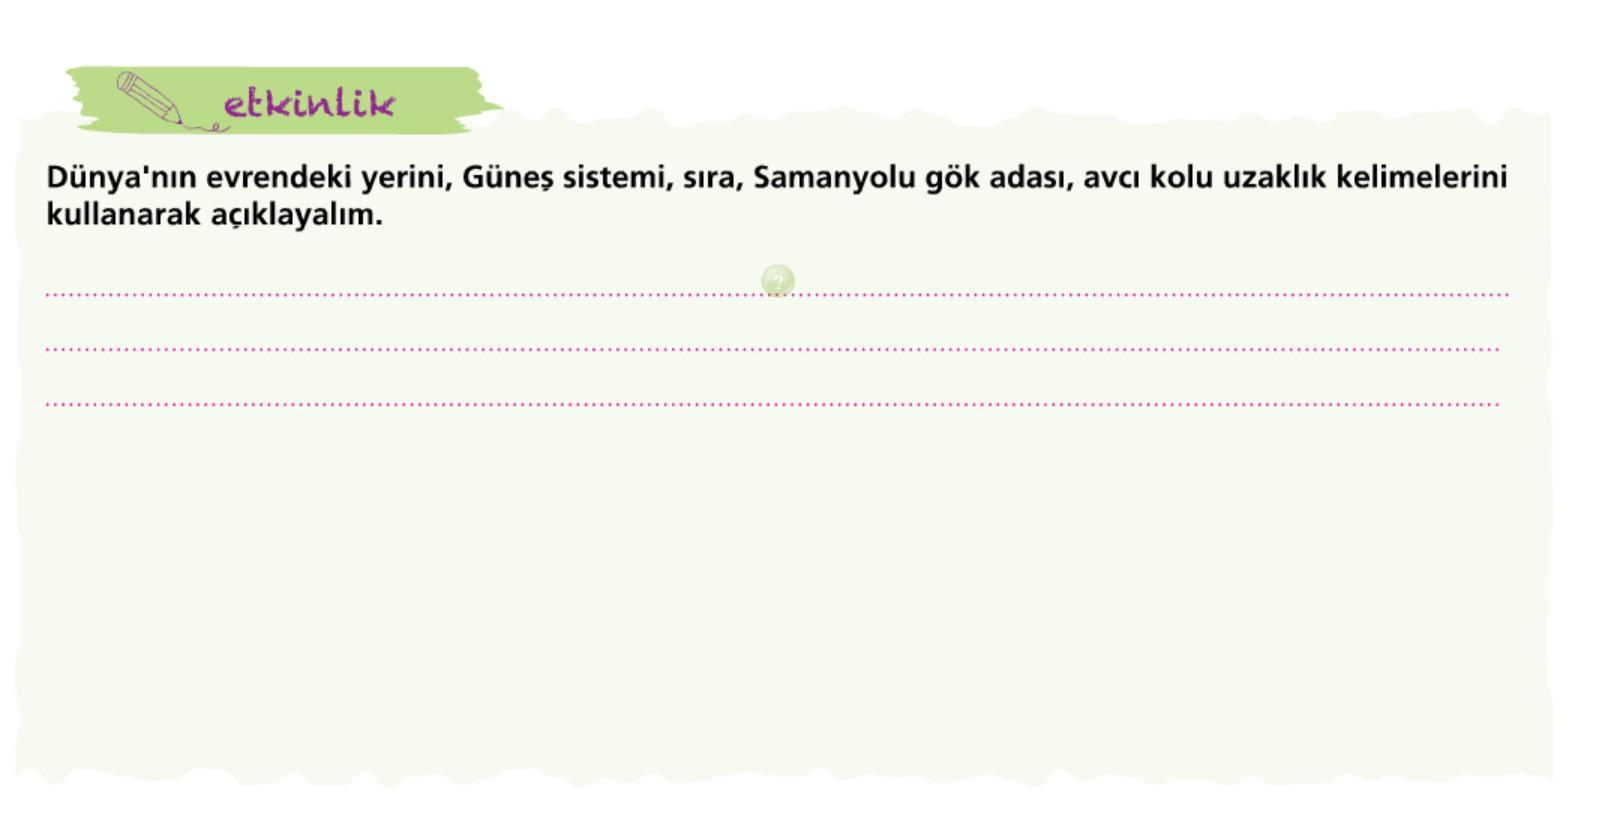 etkinlik
Dünya'nın evrendeki yerini, Güneş sistemi, sıra, Samanyolu gök adası, avcı kolu uzaklık kelimelerini
kullanarak açıklayalım.
?